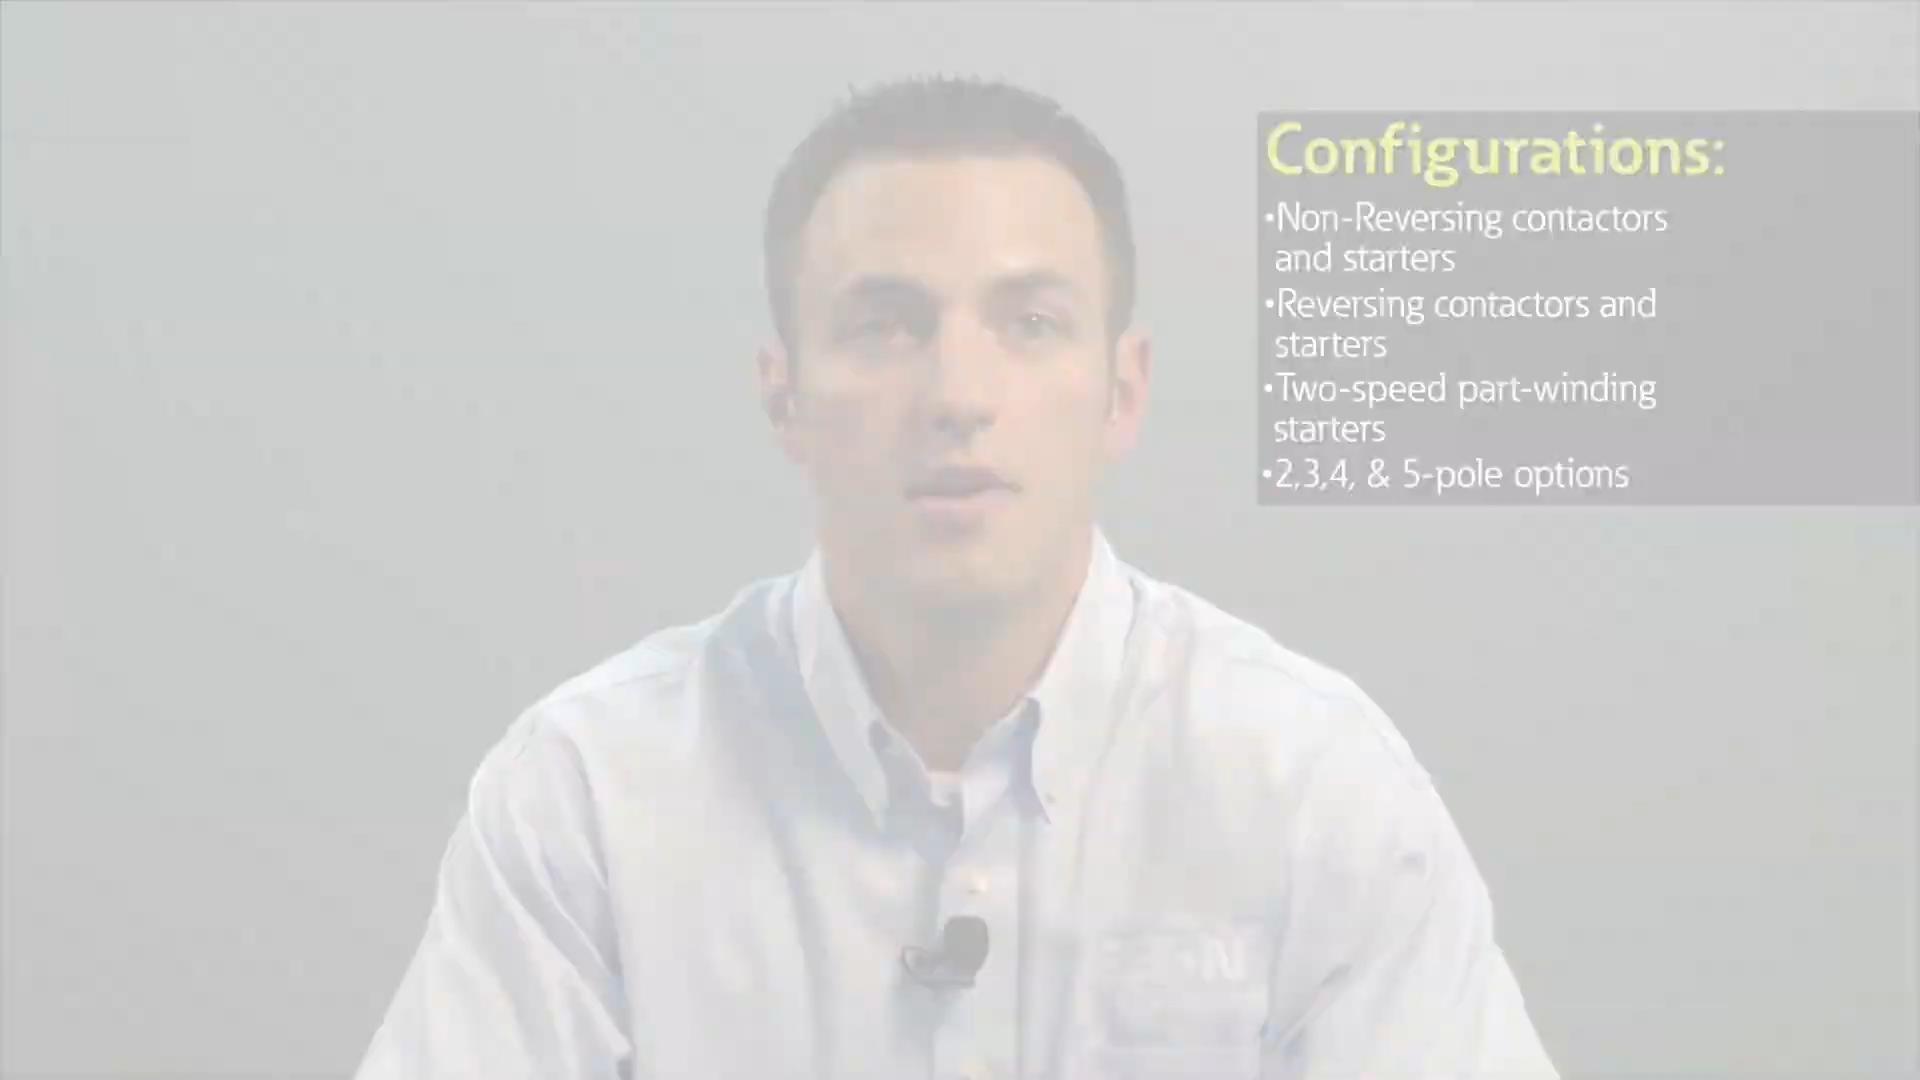 Configurations:
•Non-Reversing contactors
and starters
•Reversing contactors and
starters
•Two-speed part-winding
starters
•2,3,4, & 5-pole options